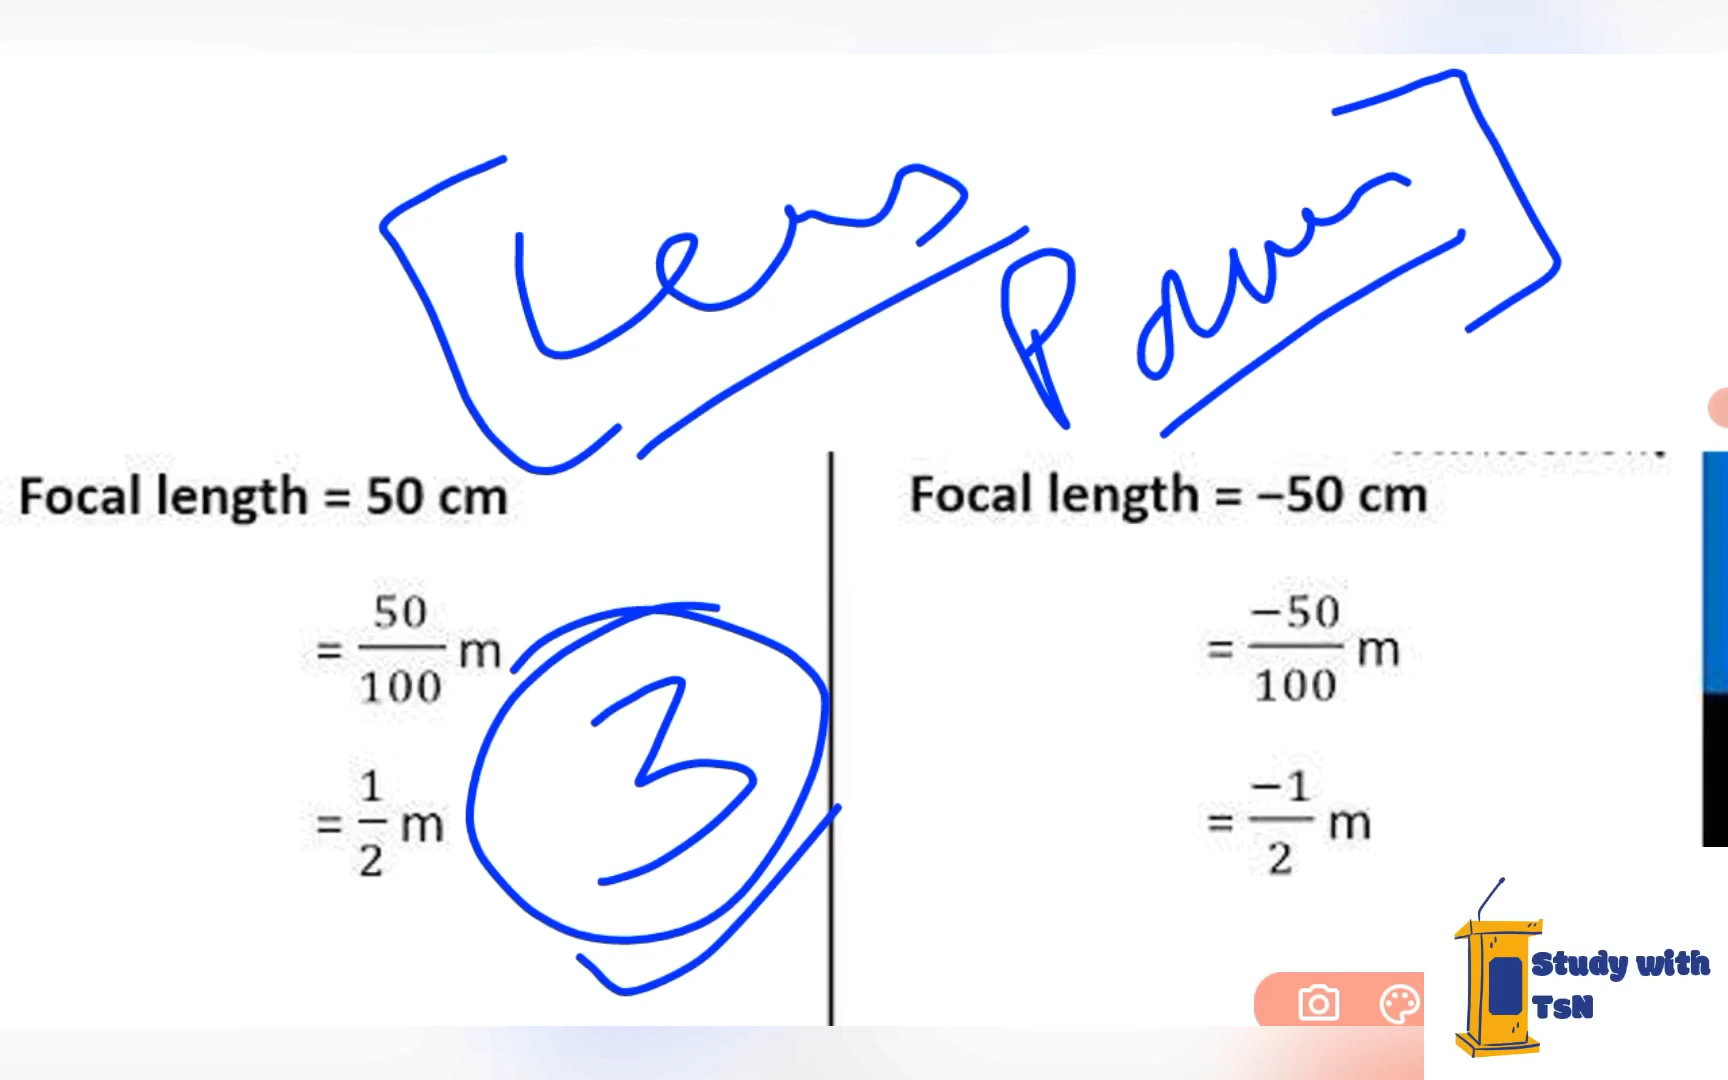 [Lens
Power]
Focal length = 50 cm
Focal length = –50 cm
= 50/100 m
= −50/100 m
3
= 1/2 m
= −1/2 m
Study with
TsN